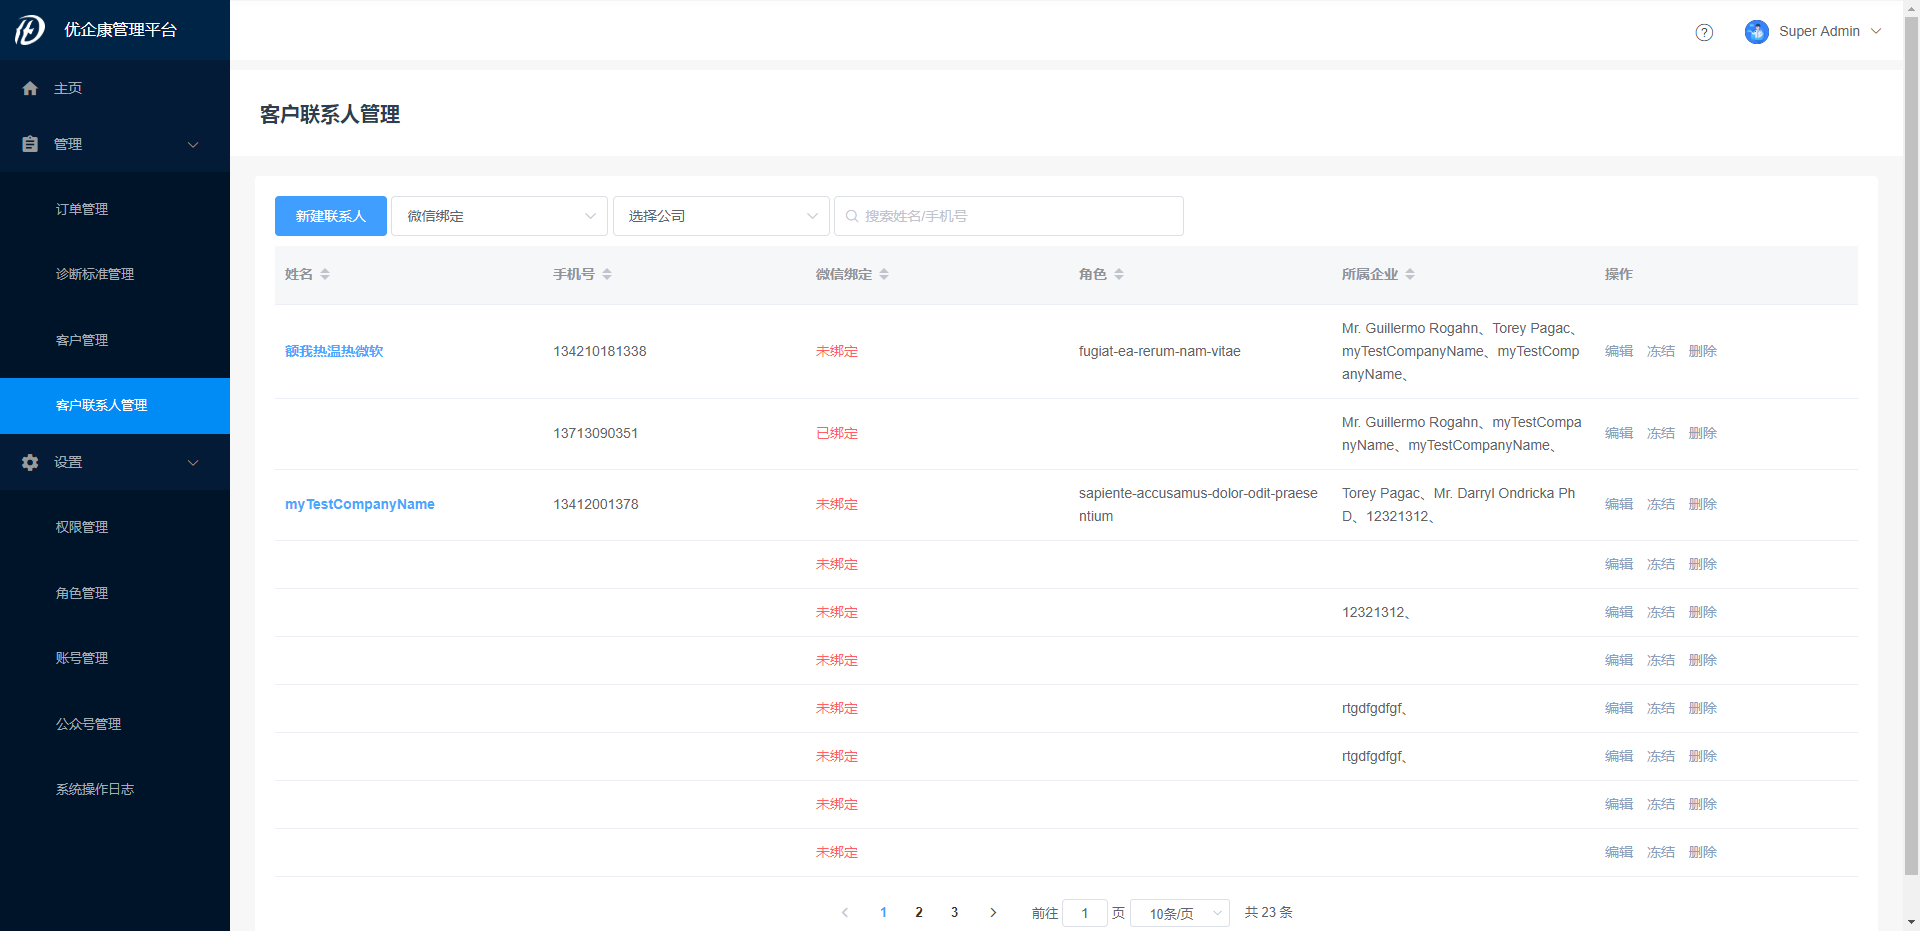 优企康管理平台
? Super Admin
主页
管理
订单管理
诊断标准管理
客户管理
客户联系人管理
设置
权限管理
角色管理
账号管理
公众号管理
系统操作日志
客户联系人管理
新建联系人 微信绑定 选择公司 搜索姓名/手机号
姓名 手机号 微信绑定 角色 所属企业 操作
额我热温热微软 134210181338 未绑定 fugiat-ea-rerum-nam-vitae Mr. Guillermo Rogahn、Torey Pagac、 编辑 冻结 删除
myTestCompanyName、myTestComp
anyName、
13713090351 已绑定 Mr. Guillermo Rogahn、myTestCompa 编辑 冻结 删除
nyName、myTestCompanyName、
myTestCompanyName 13412001378 未绑定 sapiente-accusamus-dolor-odit-praese Torey Pagac、Mr. Darryl Ondricka Ph 编辑 冻结 删除
ntium D、12321312、
未绑定 编辑 冻结 删除
未绑定 12321312、 编辑 冻结 删除
未绑定 编辑 冻结 删除
未绑定 rtgdfgdfgf、 编辑 冻结 删除
未绑定 rtgdfgdfgf、 编辑 冻结 删除
未绑定 编辑 冻结 删除
未绑定 编辑 冻结 删除
1 2 3 前往 1 页 10条/页 共 23 条